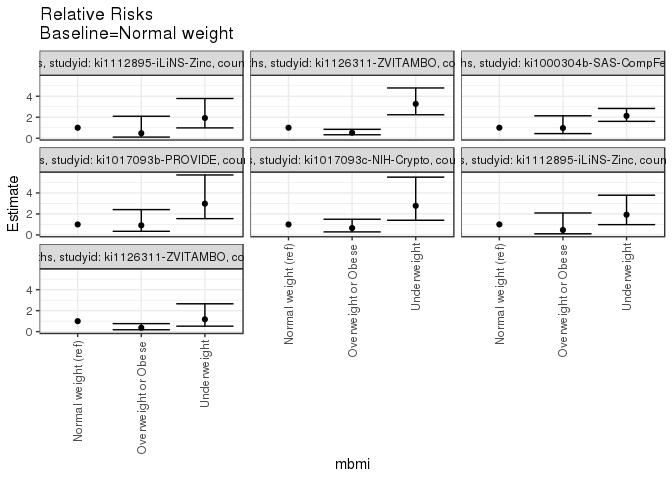 Relative Risks
Baseline=Normal weight
s, studyid: ki1112895-iLiNS-Zinc, coun
ths, studyid: ki1126311-ZVITAMBO, co
s, studyid: ki1000304b-SAS-CompFe
4
2
0
s, studyid: ki1017093b-PROVIDE, coun
s, studyid: ki1017093c-NIH-Crypto, coun
s, studyid: ki1112895-iLiNS-Zinc, coun
4
2
0
ths, studyid: ki1126311-ZVITAMBO, co
4
2
0
Estimate
Normal weight (ref)
Overweight or Obese
Underweight
Normal weight (ref)
Overweight or Obese
Underweight
Normal weight (ref)
Overweight or Obese
Underweight
mbmi